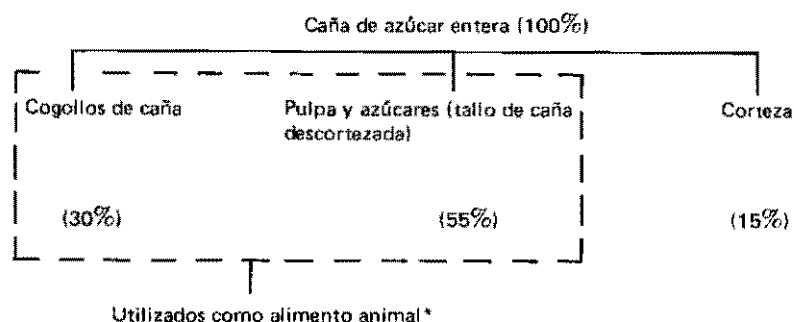 Caña de azúcar entera (100%)
Cogollos de caña
Pulpa y azúcares (tallo de caña
descortezada)
Corteza
(30%)
(55%)
(15%)
Utilizados como alimento animal*